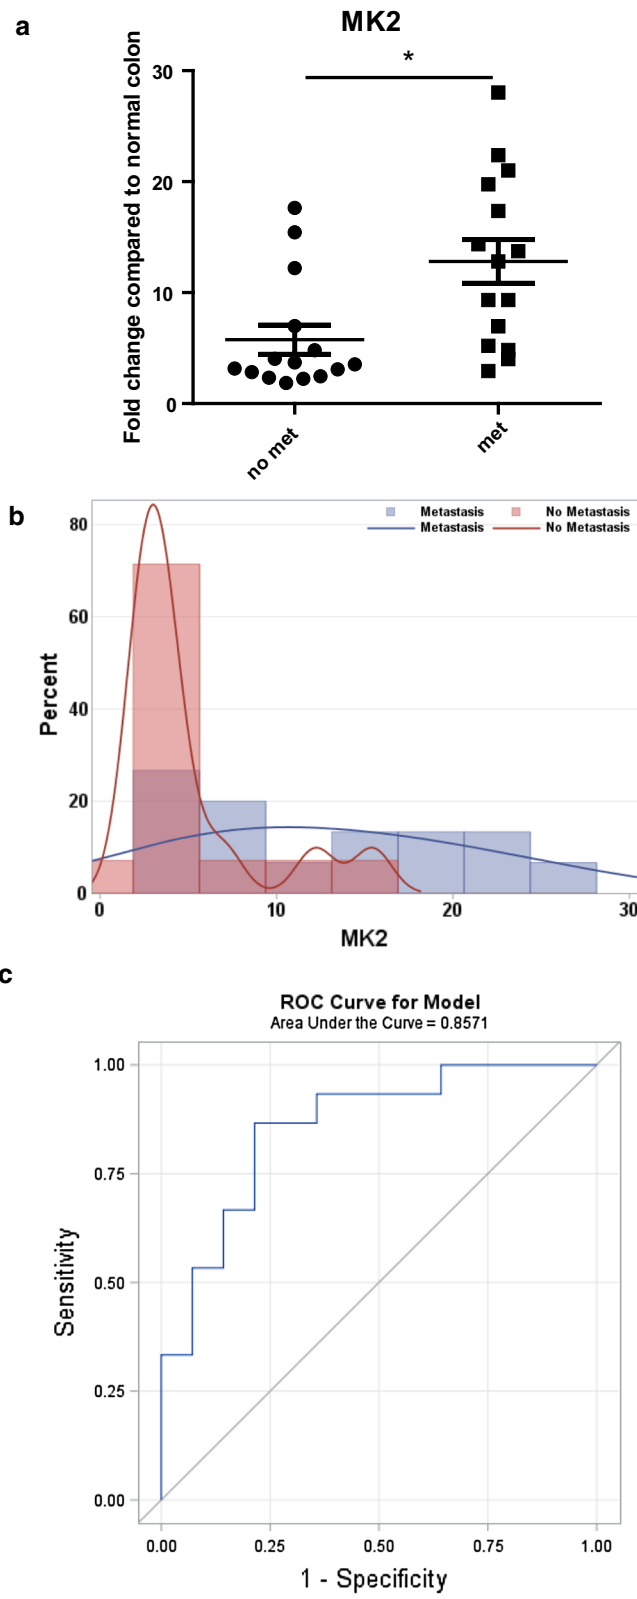 a
MK2
Fold change compared to normal colon
*
30
20
10
0
no met
met
b
Metastasis
No Metastasis
Metastasis
No Metastasis
Percent
80
60
40
20
0
0
10
20
30
MK2
c
ROC Curve for Model
Area Under the Curve = 0.8571
Sensitivity
1.00
0.75
0.50
0.25
0.00
0.00
0.25
0.50
0.75
1.00
1 - Specificity